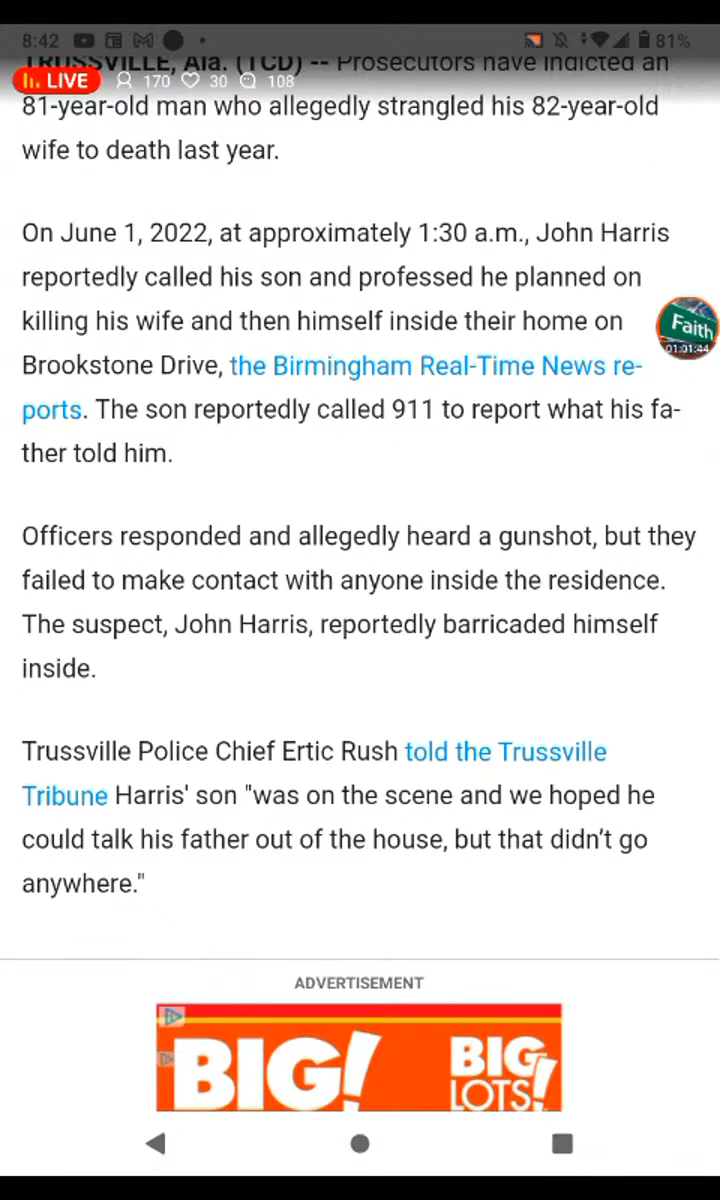 8:42
81%
TRUSSVILLE, Ala. (TCD) -- Prosecutors have indicted an
LIVE 170 30 108
81-year-old man who allegedly strangled his 82-year-old
wife to death last year.
On June 1, 2022, at approximately 1:30 a.m., John Harris
reportedly called his son and professed he planned on
killing his wife and then himself inside their home on
Faith
01:01:44
Brookstone Drive, the Birmingham Real-Time News re-
ports. The son reportedly called 911 to report what his fa-
ther told him.
Officers responded and allegedly heard a gunshot, but they
failed to make contact with anyone inside the residence.
The suspect, John Harris, reportedly barricaded himself
inside.
Trussville Police Chief Ertic Rush told the Trussville
Tribune Harris' son "was on the scene and we hoped he
could talk his father out of the house, but that didn’t go
anywhere."
ADVERTISEMENT
BIG!
BIG
LOTS!